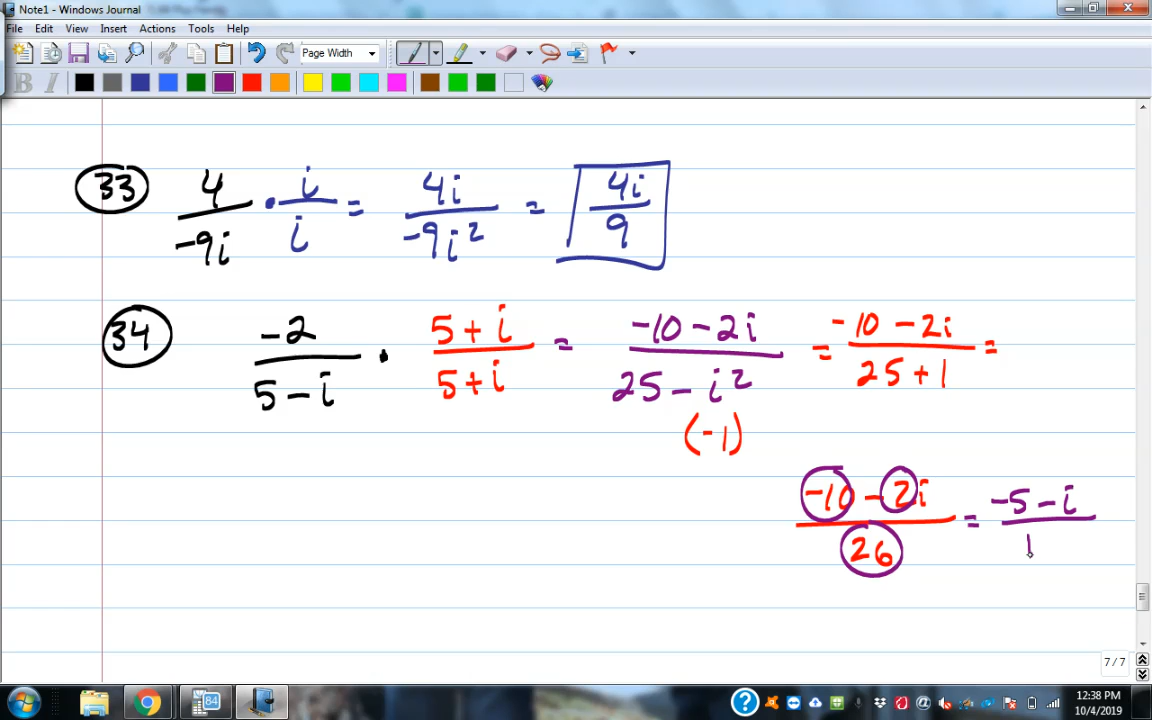 Note1 - Windows Journal
File Edit View Insert Actions Tools Help
Page Width
B I
33 4/-9i · i/i = 4i/-9i² = 4i/9
34 -2/5-i · 5+i/5+i = -10-2i/25-i² = -10-2i/25+1 =
(-1)
-10-2i/26 = -5-i/1
7/7
84
12:38 PM
10/4/2019